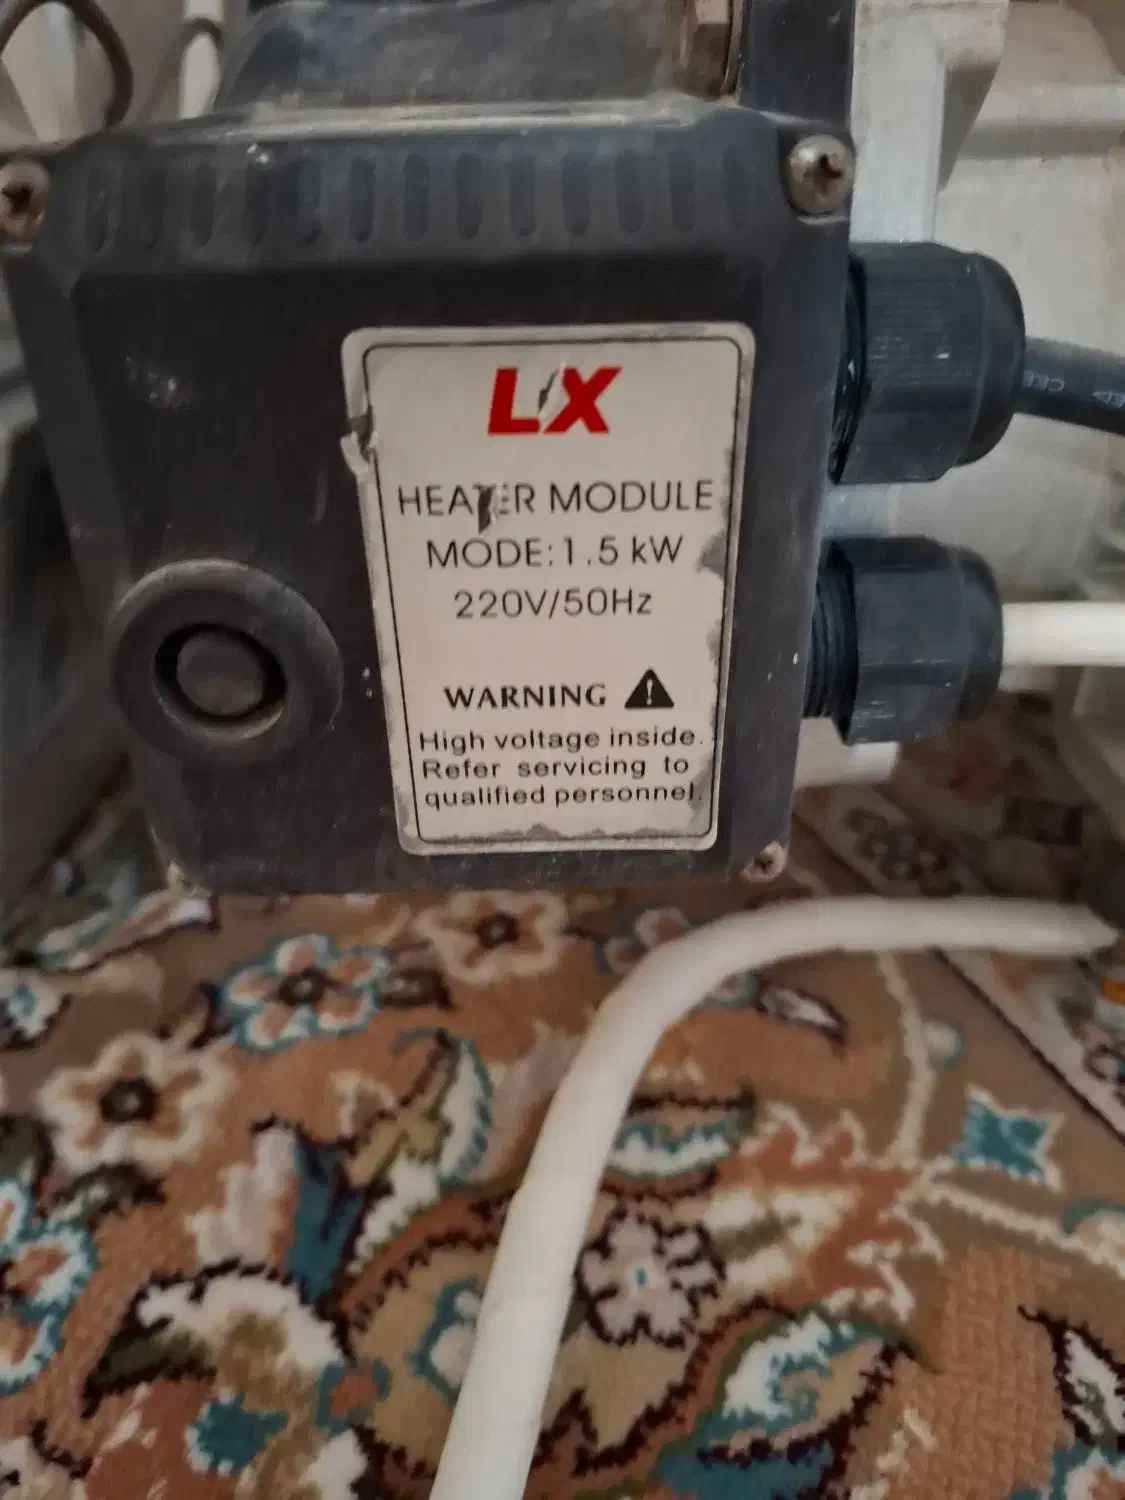 LX
HEATER MODULE
MODE:1.5 kW
220V/50Hz
WARNING
High voltage inside.
Refer servicing to
qualified personnel.